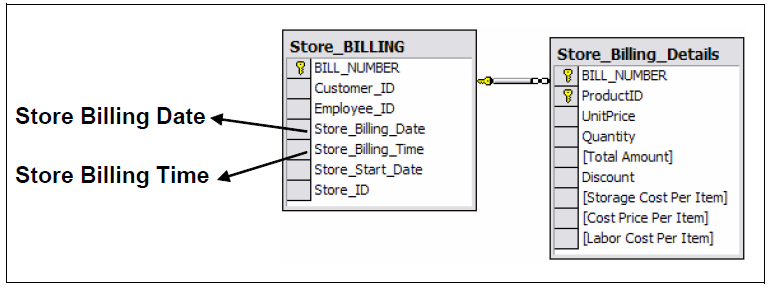 Store Billing Date
Store Billing Time
Store_BILLING
BILL_NUMBER
Customer_ID
Employee_ID
Store_Billing_Date
Store_Billing_Time
Store_Start_Date
Store_ID
Store_Billing_Details
BILL_NUMBER
ProductID
UnitPrice
Quantity
[Total Amount]
Discount
[Storage Cost Per Item]
[Cost Price Per Item]
[Labor Cost Per Item]